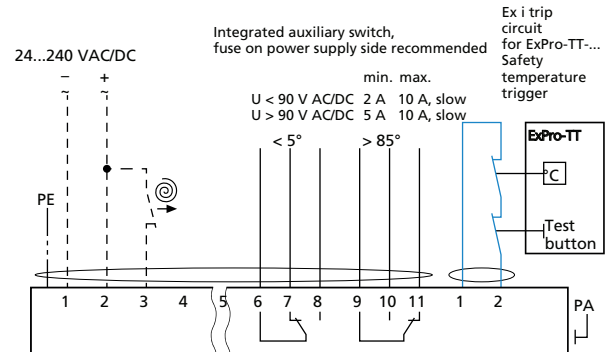 Ex i trip
circuit
for ExPro-TT-...
Safety
temperature
trigger
Integrated auxiliary switch,
fuse on power supply side recommended
24...240 VAC/DC
– +
~ ~
min. max.
U < 90 V AC/DC 2 A 10 A, slow
U > 90 V AC/DC 5 A 10 A, slow
< 5° > 85°
ExPro-TT
°C
PE
Test
button
1 2 3 4 5 6 7 8 9 10 11 1 2
PA